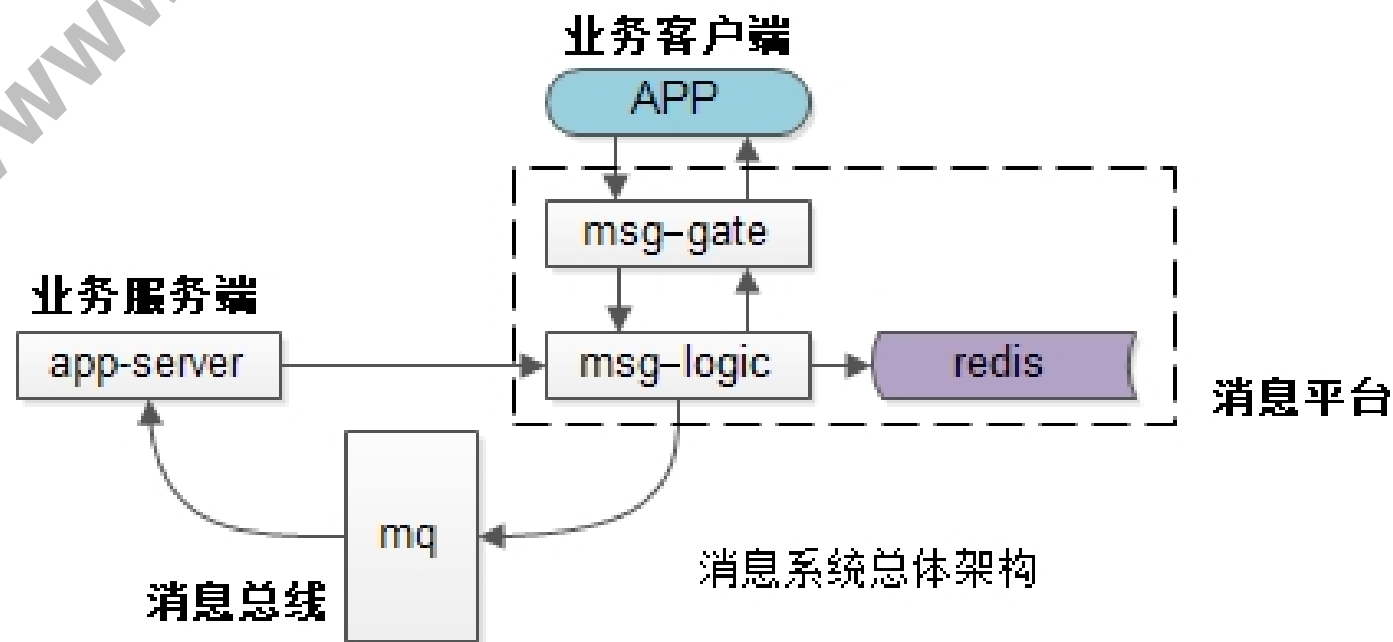 www
业务客户端
APP
msg-gate
业务服务端
app-server
msg-logic
redis
消息平台
mq
消息系统总体架构
消息总线